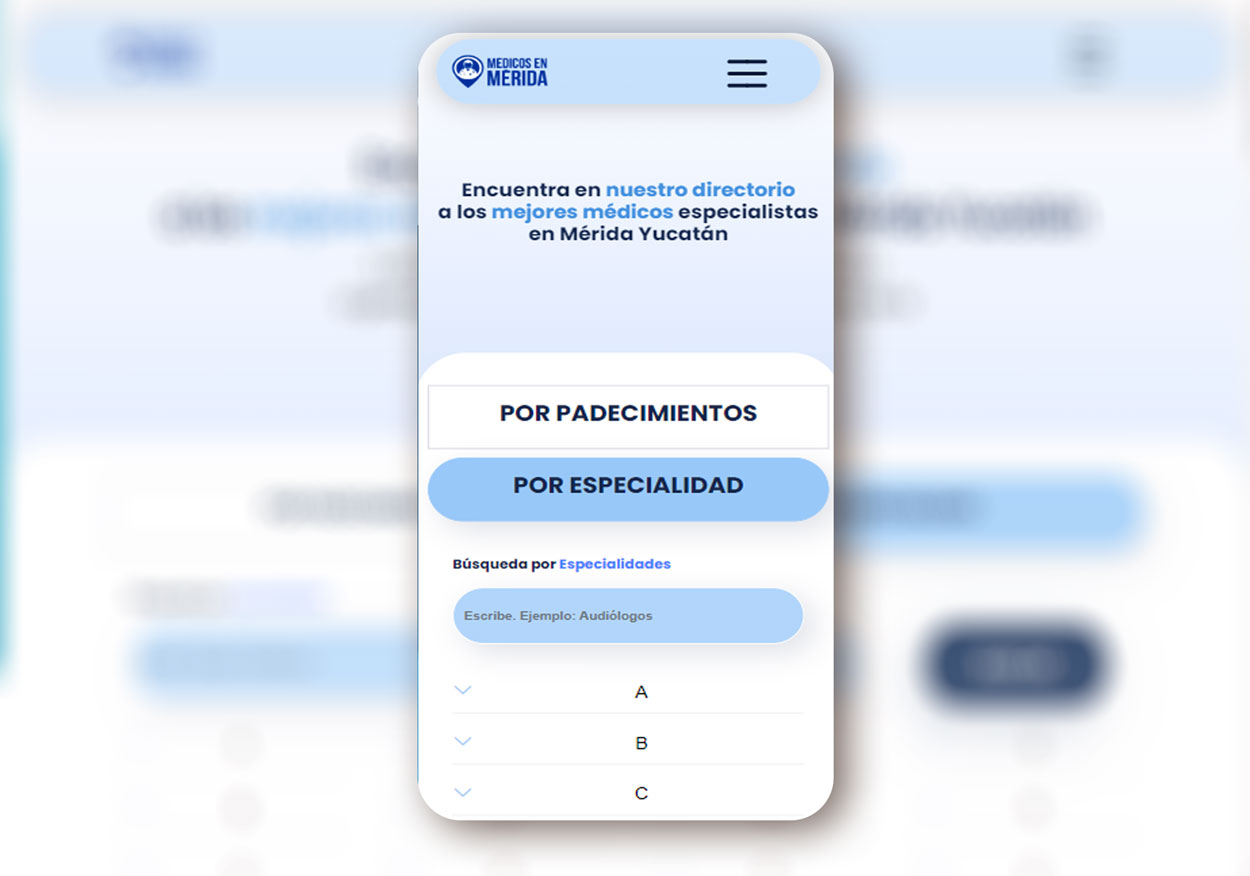 MEDICOS EN
MÉRIDA
Encuentra en nuestro directorio
a los mejores médicos especialistas
en Mérida Yucatán
POR PADECIMIENTOS
POR ESPECIALIDAD
Búsqueda por Especialidades
Escribe. Ejemplo: Audiólogos
A
B
C